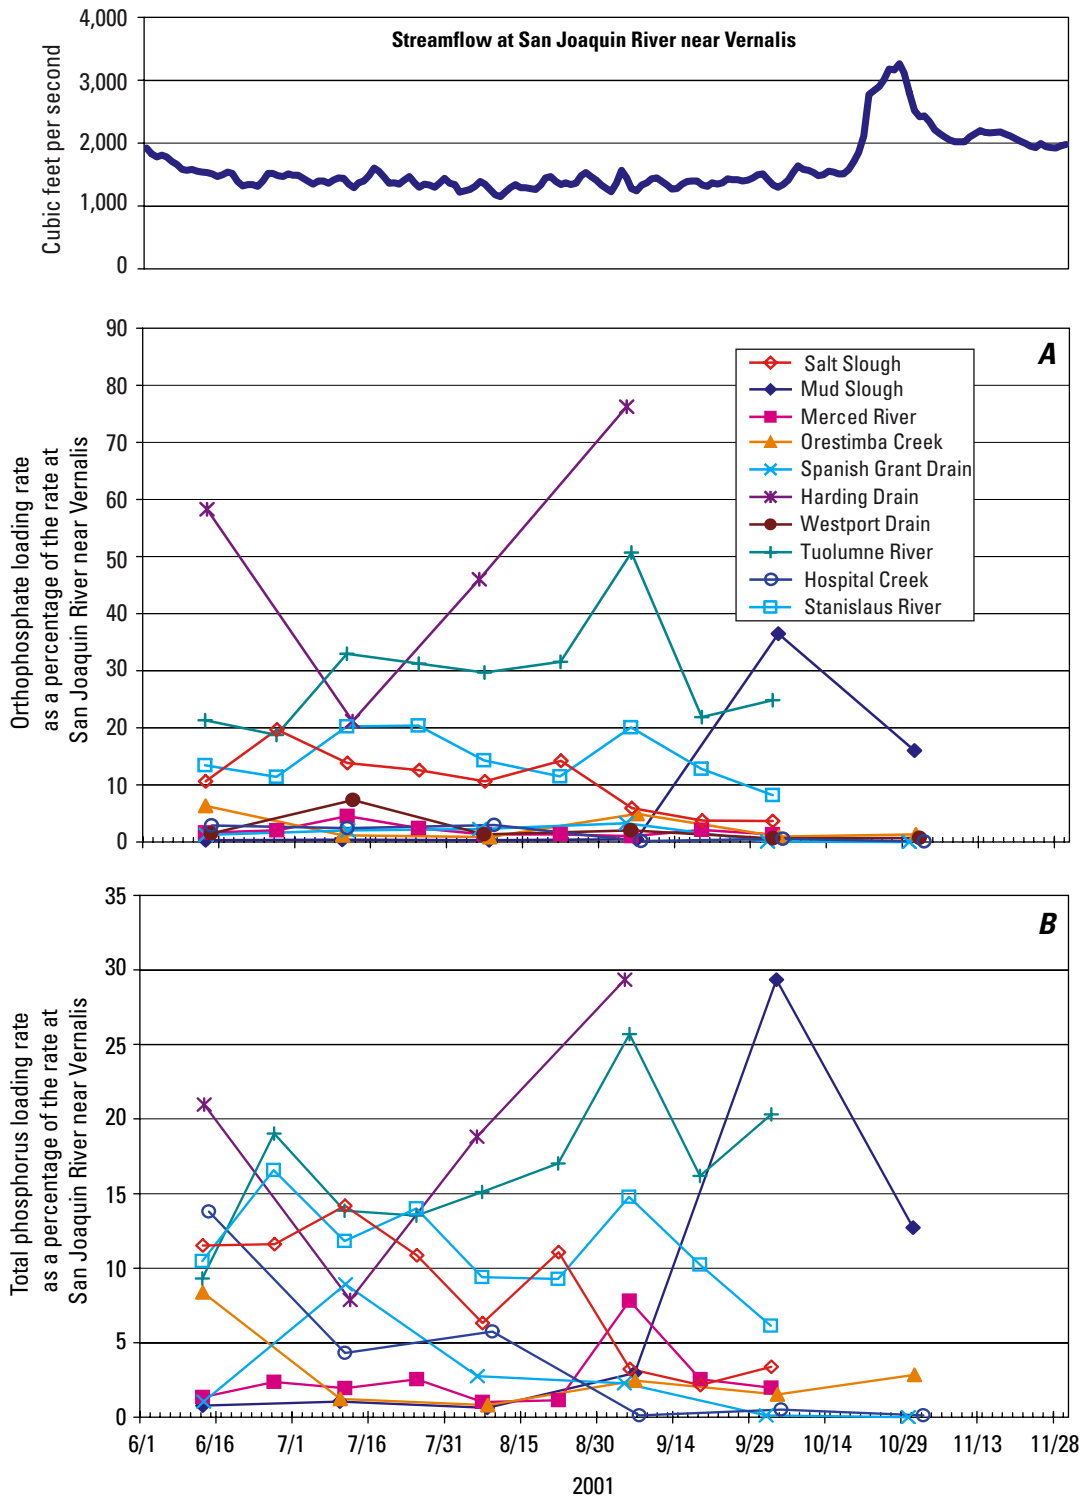 Streamflow at San Joaquin River near Vernalis
Cubic feet per second
4,000
3,000
2,000
1,000
0
A
Orthophosphate loading rate
as a percentage of the rate at
San Joaquin River near Vernalis
90
80
70
60
50
40
30
20
10
0
Salt Slough
Mud Slough
Merced River
Orestimba Creek
Spanish Grant Drain
Harding Drain
Westport Drain
Tuolumne River
Hospital Creek
Stanislaus River
B
Total phosphorus loading rate
as a percentage of the rate at
San Joaquin River near Vernalis
35
30
25
20
15
10
5
0
6/1 6/16 7/1 7/16 7/31 8/15 8/30 9/14 9/29 10/14 10/29 11/13 11/28
2001